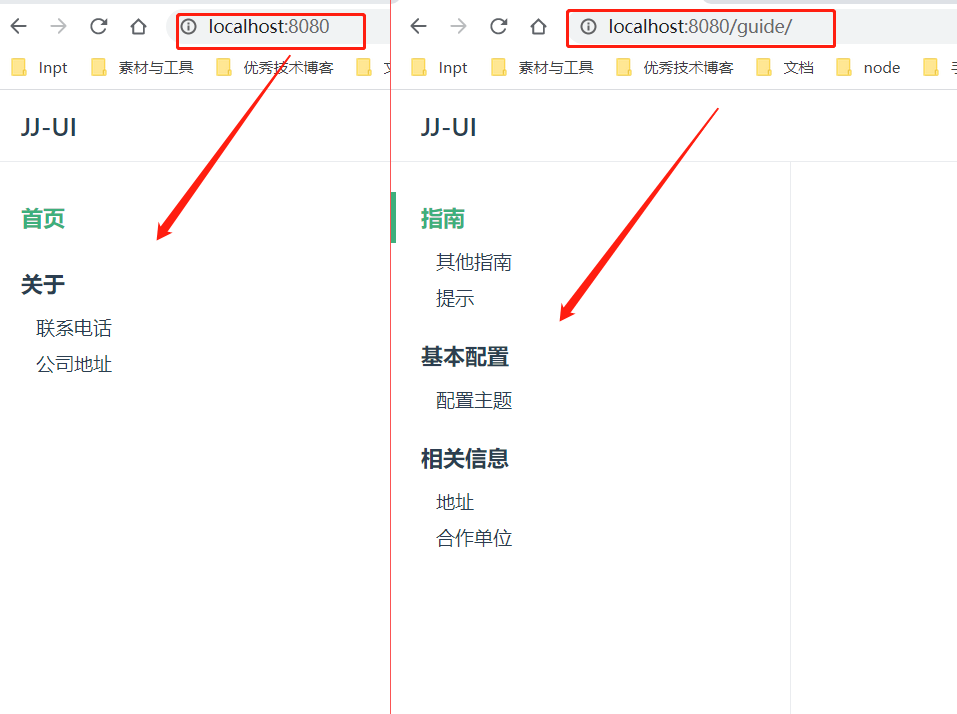 localhost:8080
Inpt 素材与工具 优秀技术博客
JJ-UI
首页
关于
联系电话
公司地址
localhost:8080/guide/
Inpt 素材与工具 优秀技术博客 文档 node
JJ-UI
指南
其他指南
提示
基本配置
配置主题
相关信息
地址
合作单位